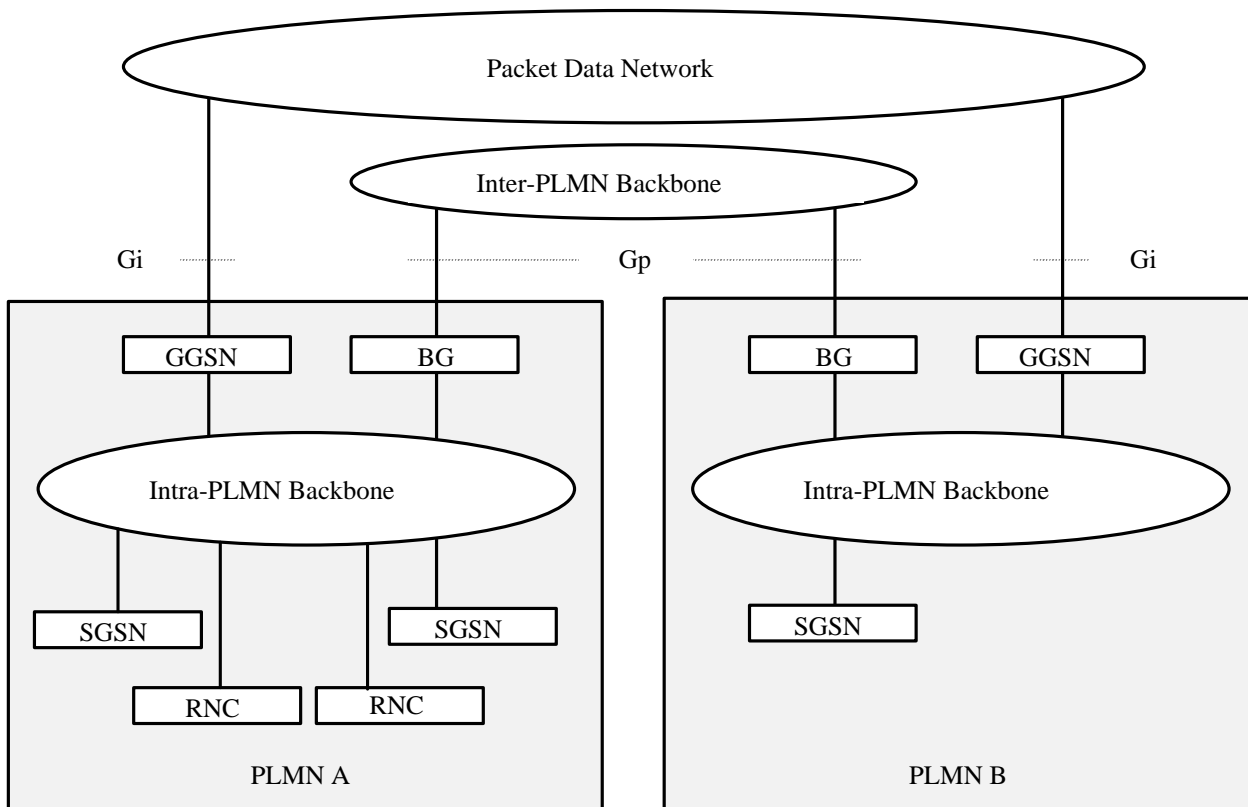 Packet Data Network
Inter-PLMN Backbone
Gi
Gp
Gi
GGSN
BG
BG
GGSN
Intra-PLMN Backbone
Intra-PLMN Backbone
SGSN
SGSN
SGSN
RNC
RNC
PLMN A
PLMN B